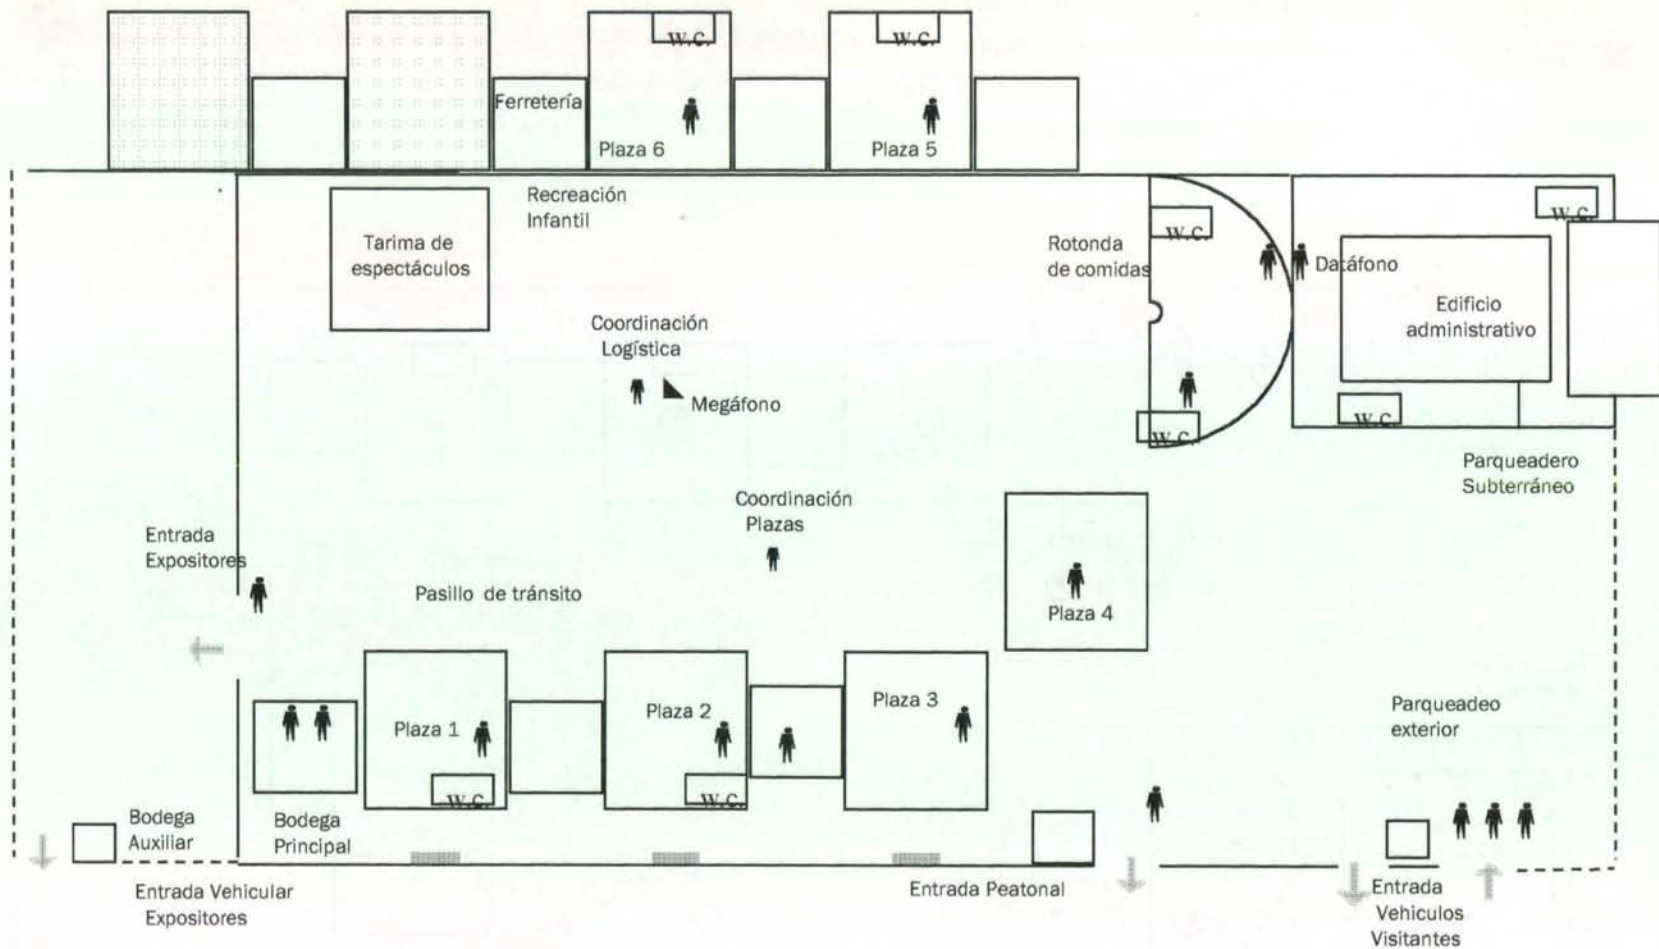 W.C.
W.C.
Ferretería
Plaza 6
Plaza 5
Recreación
Infantil
W.C.
Tarima de
espectáculos
W.C.
Rotonda
de comidas
Datáfono
Edificio
administrativo
Coordinación
Logística
Megáfono
W.C.
W.C.
Parqueadero
Subterráneo
Coordinación
Plazas
Entrada
Expositores
Pasillo de tránsito
Plaza 4
Plaza 1
Plaza 2
Plaza 3
Parqueadeo
exterior
W.C.
W.C.
Bodega
Auxiliar
Bodega
Principal
Entrada Vehicular
Expositores
Entrada Peatonal
Entrada
Vehiculos
Visitantes